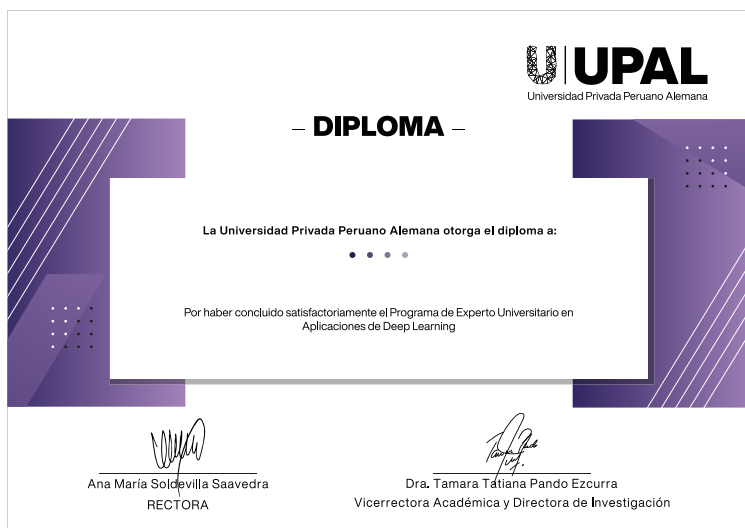 UPAL
Universidad Privada Peruano Alemana
– DIPLOMA –
La Universidad Privada Peruano Alemana otorga el diploma a:
Por haber concluido satisfactoriamente el Programa de Experto Universitario en
Aplicaciones de Deep Learning
Ana María Soldevilla Saavedra
RECTORA
Dra. Tamara Tatiana Pando Ezcurra
Vicerrectora Académica y Directora de Investigación